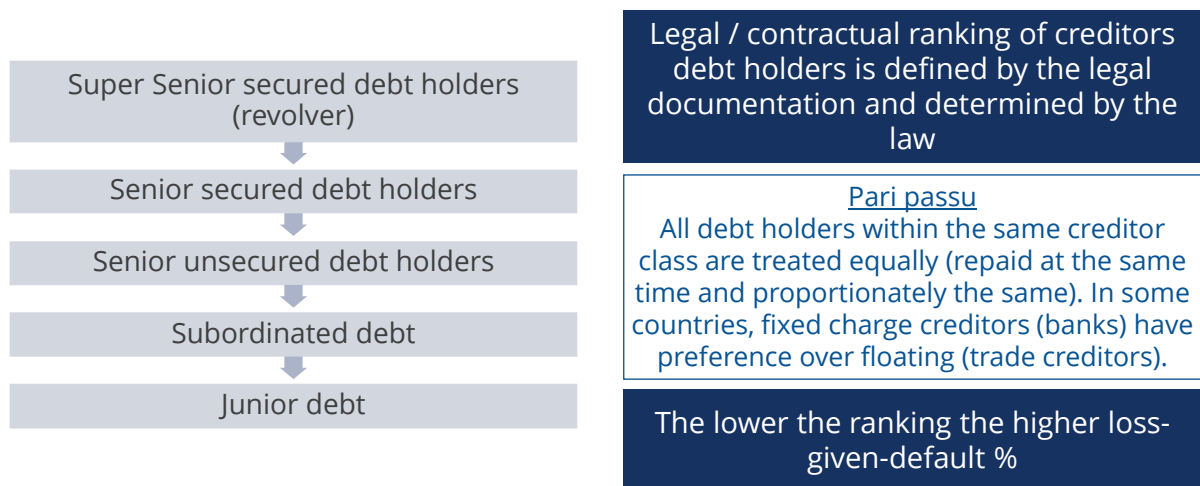 Super Senior secured debt holders
(revolver)
Senior secured debt holders
Senior unsecured debt holders
Subordinated debt
Junior debt
Legal / contractual ranking of creditors
debt holders is defined by the legal
documentation and determined by the
law
Pari passu
All debt holders within the same creditor
class are treated equally (repaid at the same
time and proportionately the same). In some
countries, fixed charge creditors (banks) have
preference over floating (trade creditors).
The lower the ranking the higher loss-
given-default %